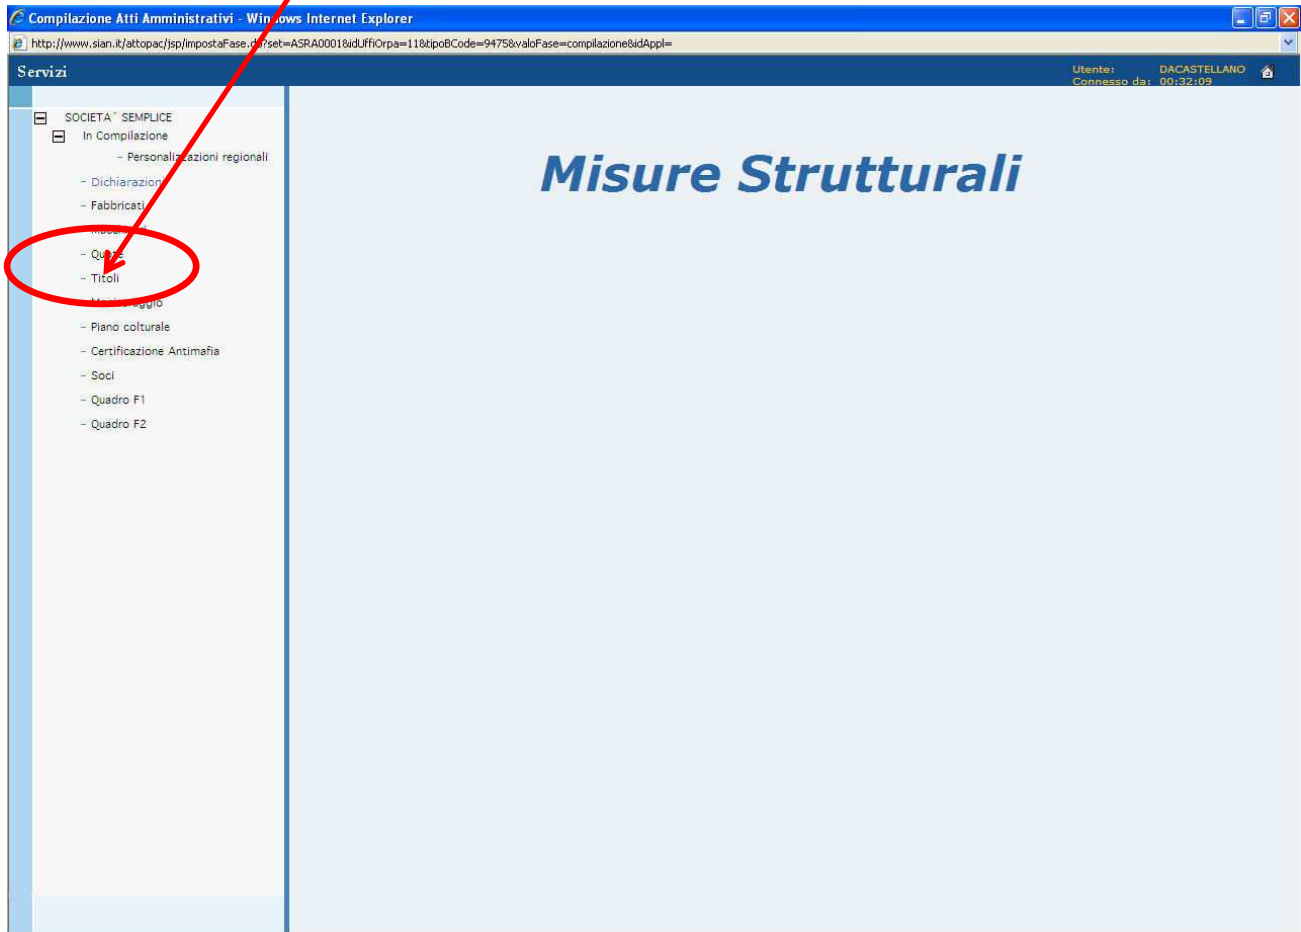 Compilazione Atti Amministrativi - Windows Internet Explorer
http://www.sian.it/attopac/jsp/impostaFase.do?set=ASRA0001&idUffiOrpa=11&tipoBCode=9475&valoFase=compilazione&idAppl=
Servizi
Utente: DACASTELLANO
Connesso da: 00:32:09
SOCIETA´ SEMPLICE
In Compilazione
- Personalizzazioni regionali
- Dichiarazioni
- Fabbricati
- Quote
- Titoli
- Monitoraggio
- Piano colturale
- Certificazione Antimafia
- Soci
- Quadro F1
- Quadro F2
Misure Strutturali